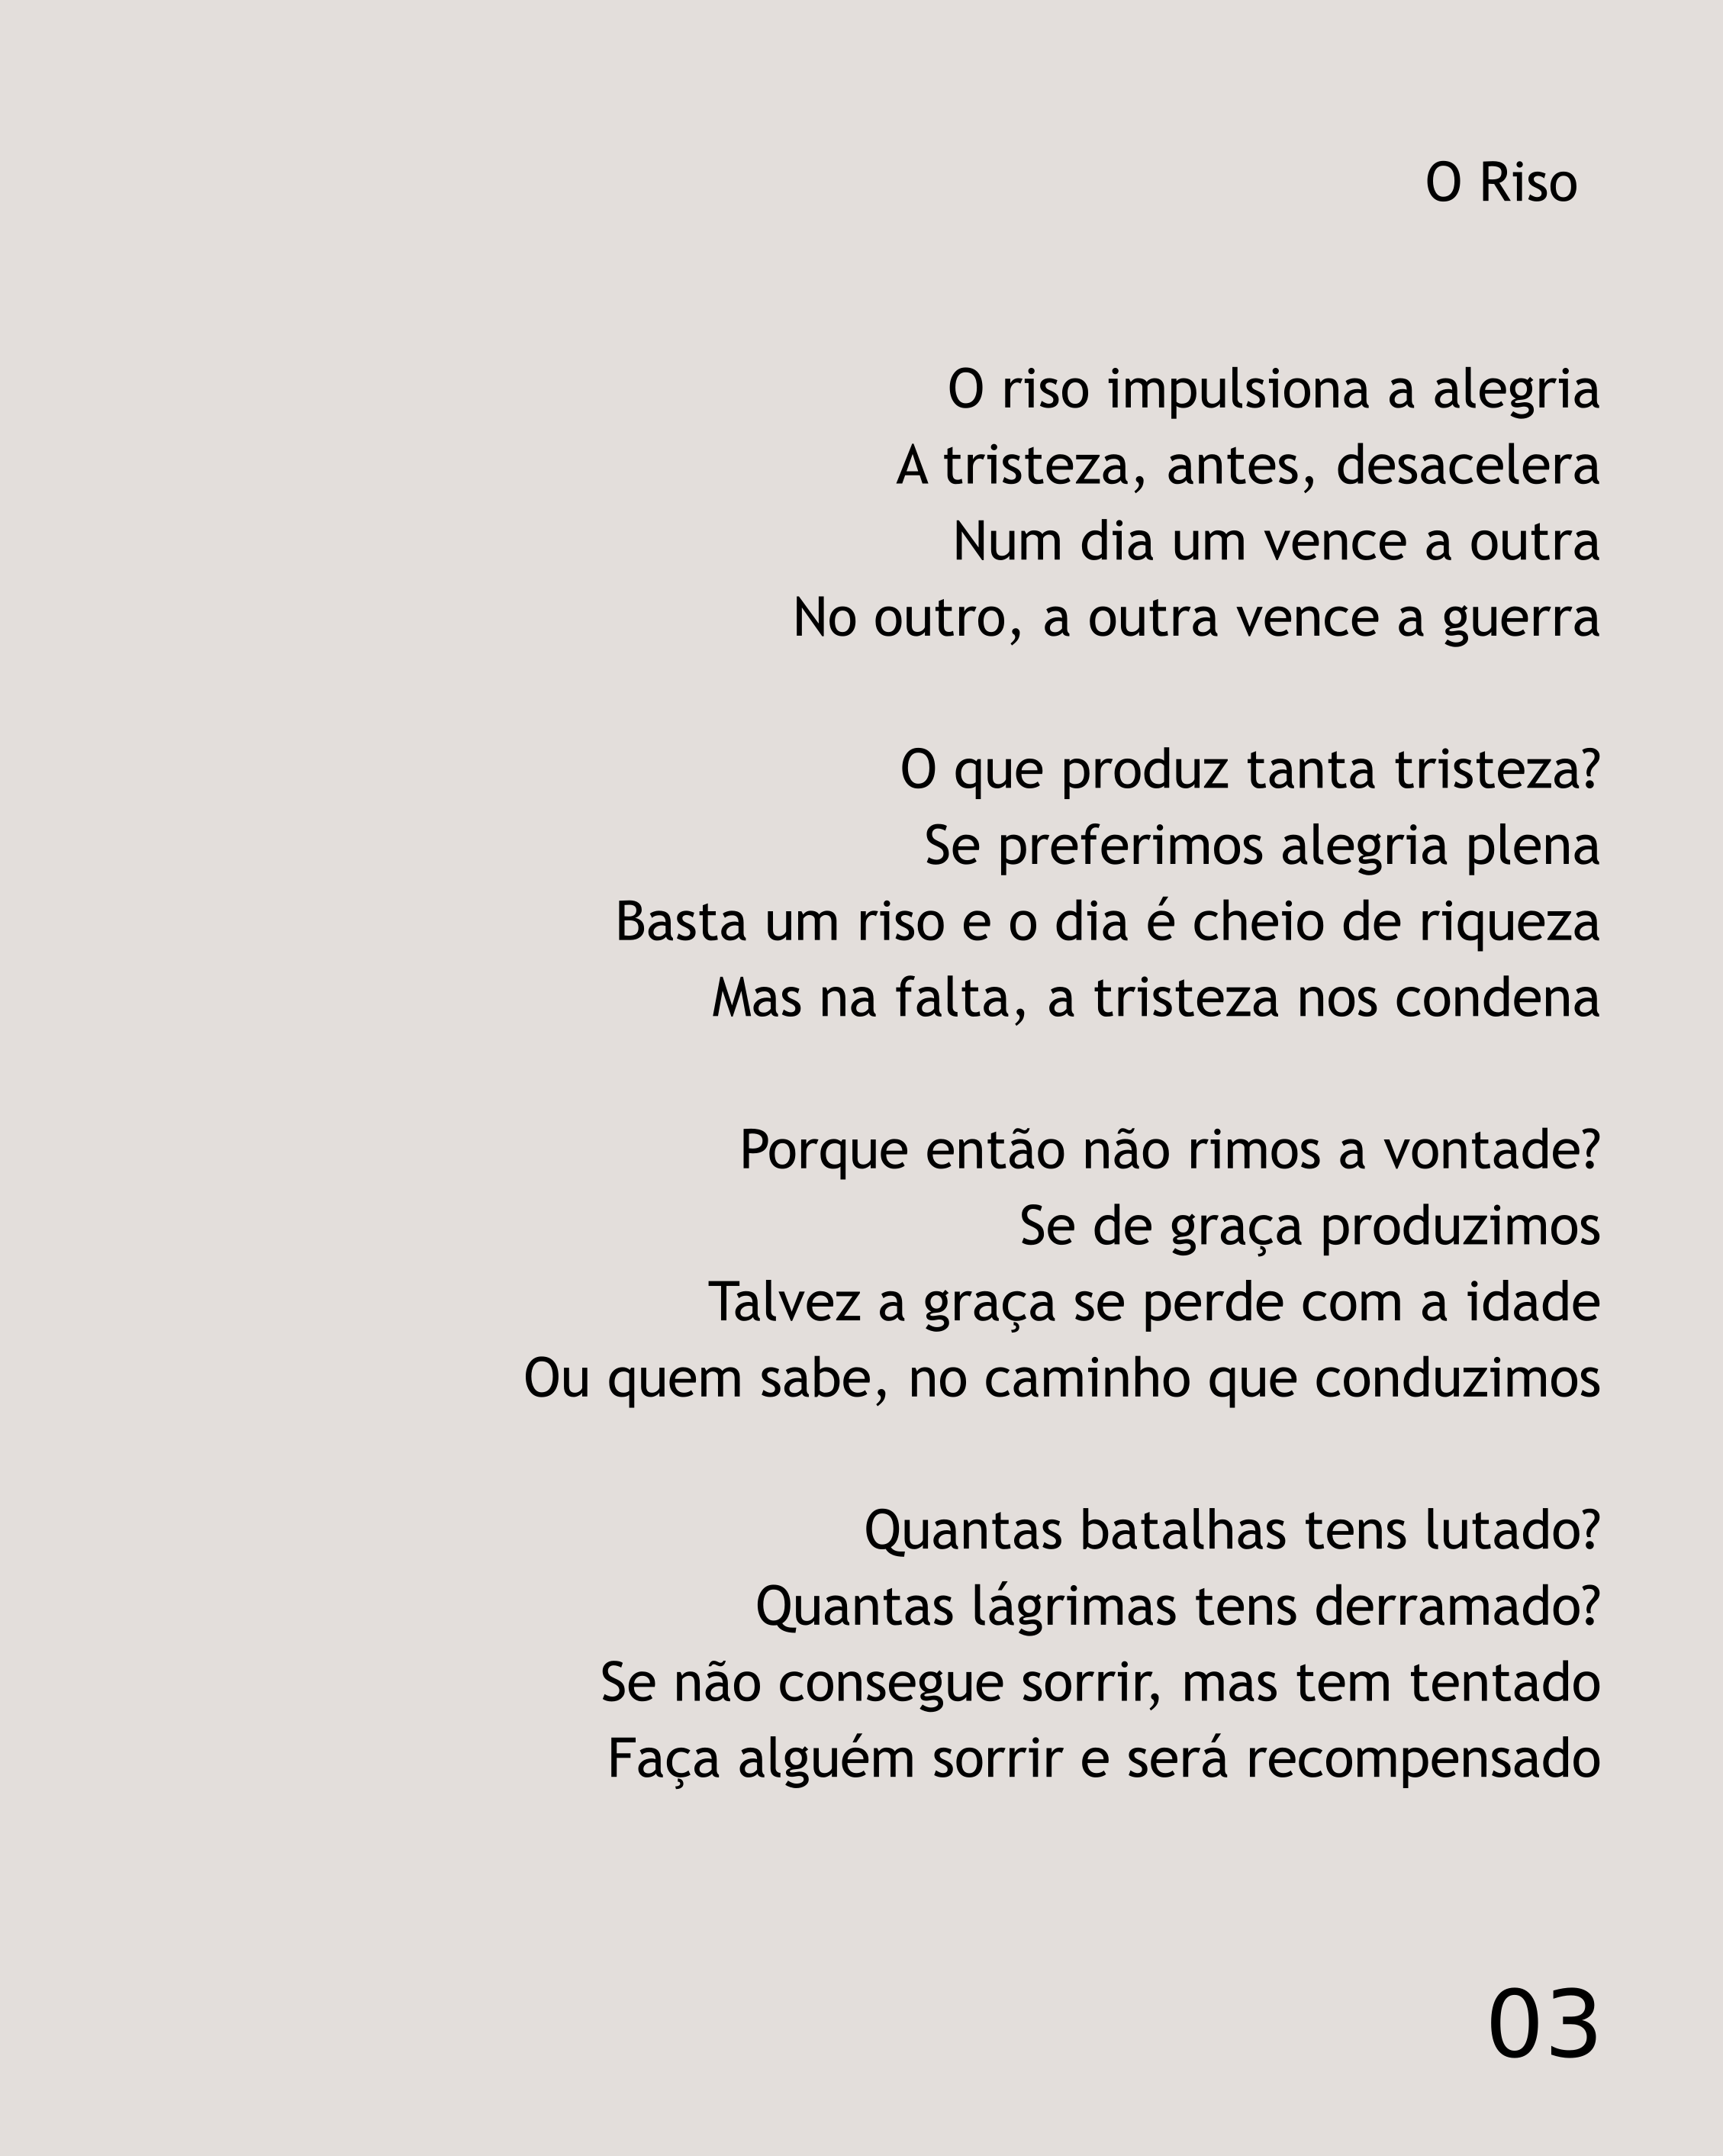 O Riso
O riso impulsiona a alegria
A tristeza, antes, desacelera
Num dia um vence a outra
No outro, a outra vence a guerra
O que produz tanta tristeza?
Se preferimos alegria plena
Basta um riso e o dia é cheio de riqueza
Mas na falta, a tristeza nos condena
Porque então não rimos a vontade?
Se de graça produzimos
Talvez a graça se perde com a idade
Ou quem sabe, no caminho que conduzimos
Quantas batalhas tens lutado?
Quantas lágrimas tens derramado?
Se não consegue sorrir, mas tem tentado
Faça alguém sorrir e será recompensado
03